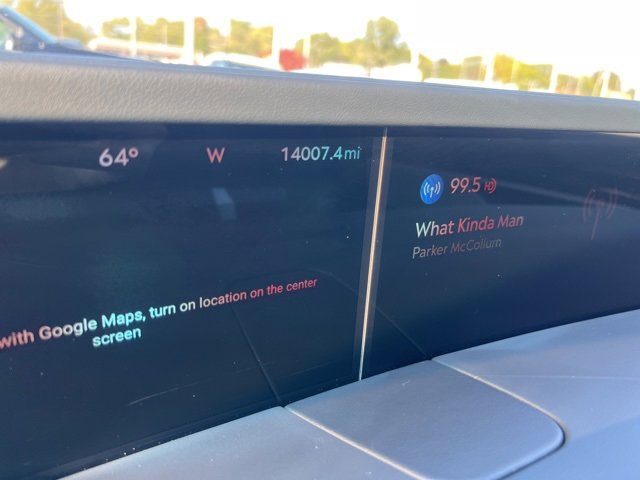 64°
W
14007.4mi
with Google Maps, turn on location on the center
screen
99.5 HD
What Kinda Man
Parker McCollum